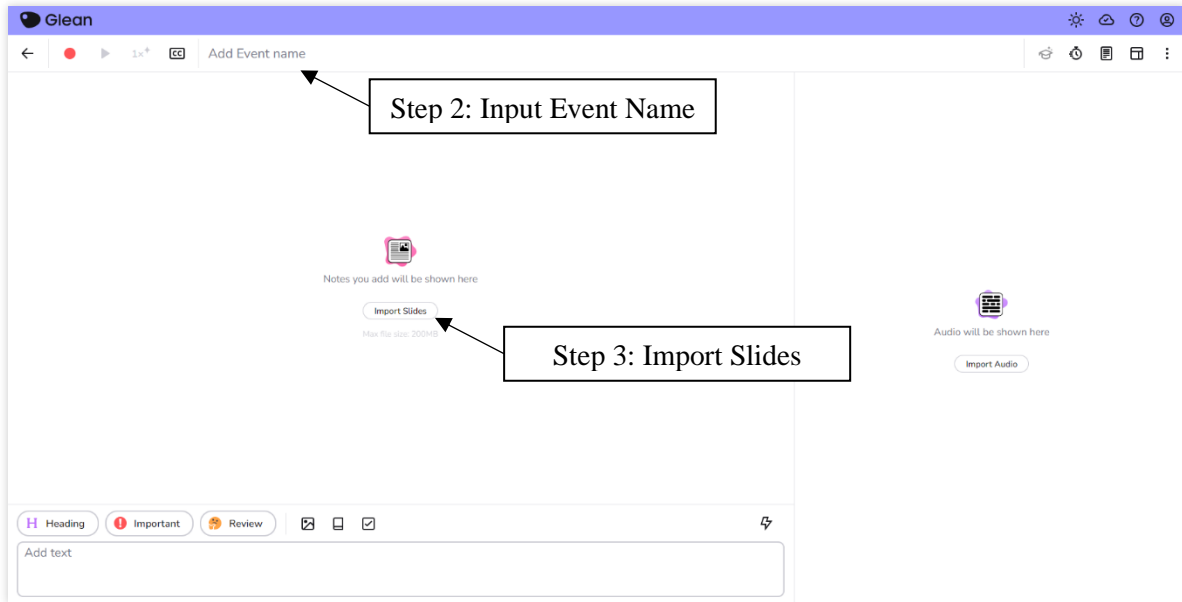 Glean
1x+
CC
Add Event name
Step 2: Input Event Name
Notes you add will be shown here
Import Slides
Max file size: 200MB
Step 3: Import Slides
Audio will be shown here
Import Audio
H Heading
Important
Review
Add text